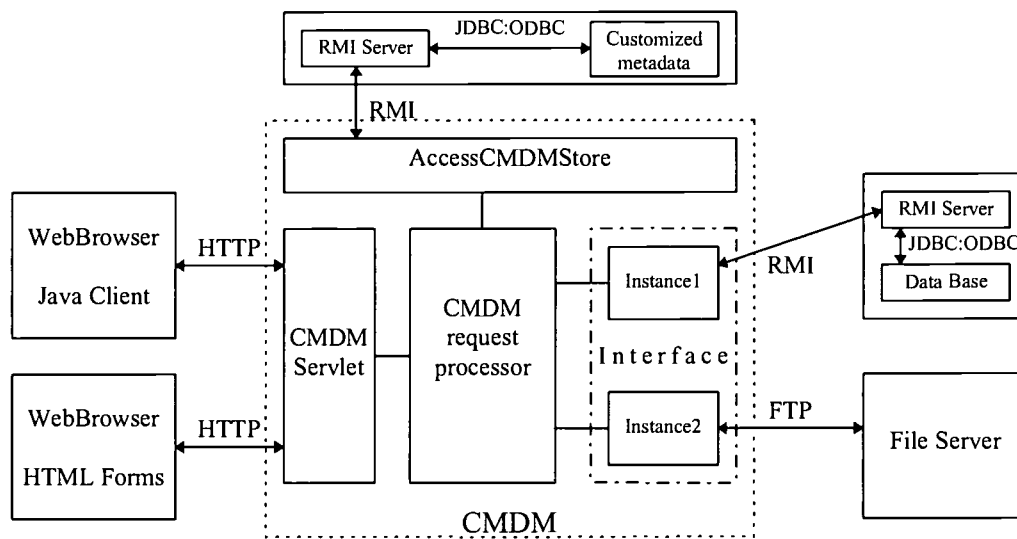 JDBC:ODBC
RMI Server
Customized
metadata
RMI
AccessCMDMStore
WebBrowser
Java Client
HTTP
CMDM
Servlet
CMDM
request
processor
Instance1
Interface
Instance2
RMI
RMI Server
JDBC:ODBC
Data Base
WebBrowser
HTML Forms
HTTP
FTP
File Server
CMDM